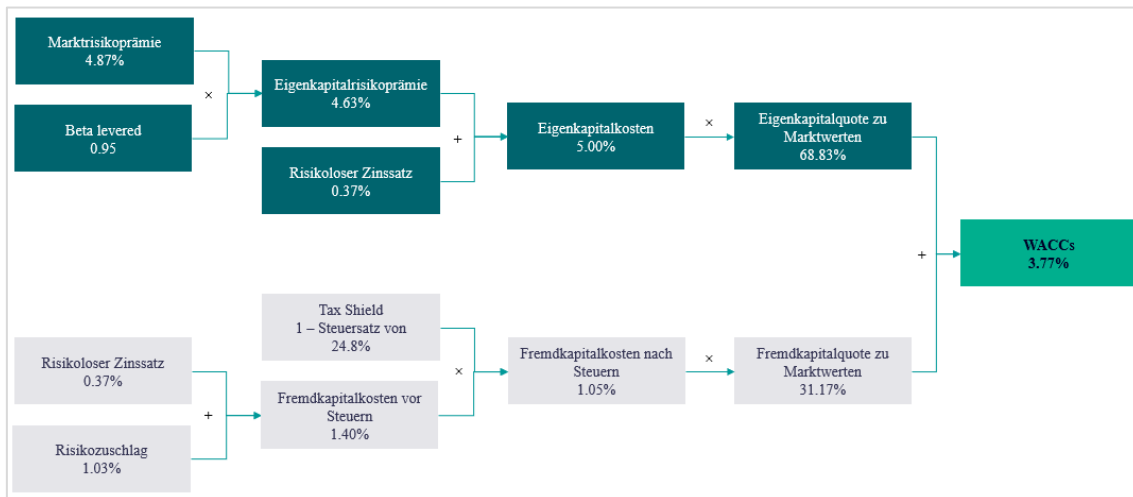 Marktrisikoprämie
4.87%
×
Beta levered
0.95
Eigenkapitalrisikoprämie
4.63%
+
Risikoloser Zinssatz
0.37%
Eigenkapitalkosten
5.00%
×
Eigenkapitalquote zu
Marktwerten
68.83%
+
WACCs
3.77%
Risikoloser Zinssatz
0.37%
+
Risikozuschlag
1.03%
Tax Shield
1 – Steuersatz von
24.8%
×
Fremdkapitalkosten vor
Steuern
1.40%
Fremdkapitalkosten nach
Steuern
1.05%
×
Fremdkapitalquote zu
Marktwerten
31.17%